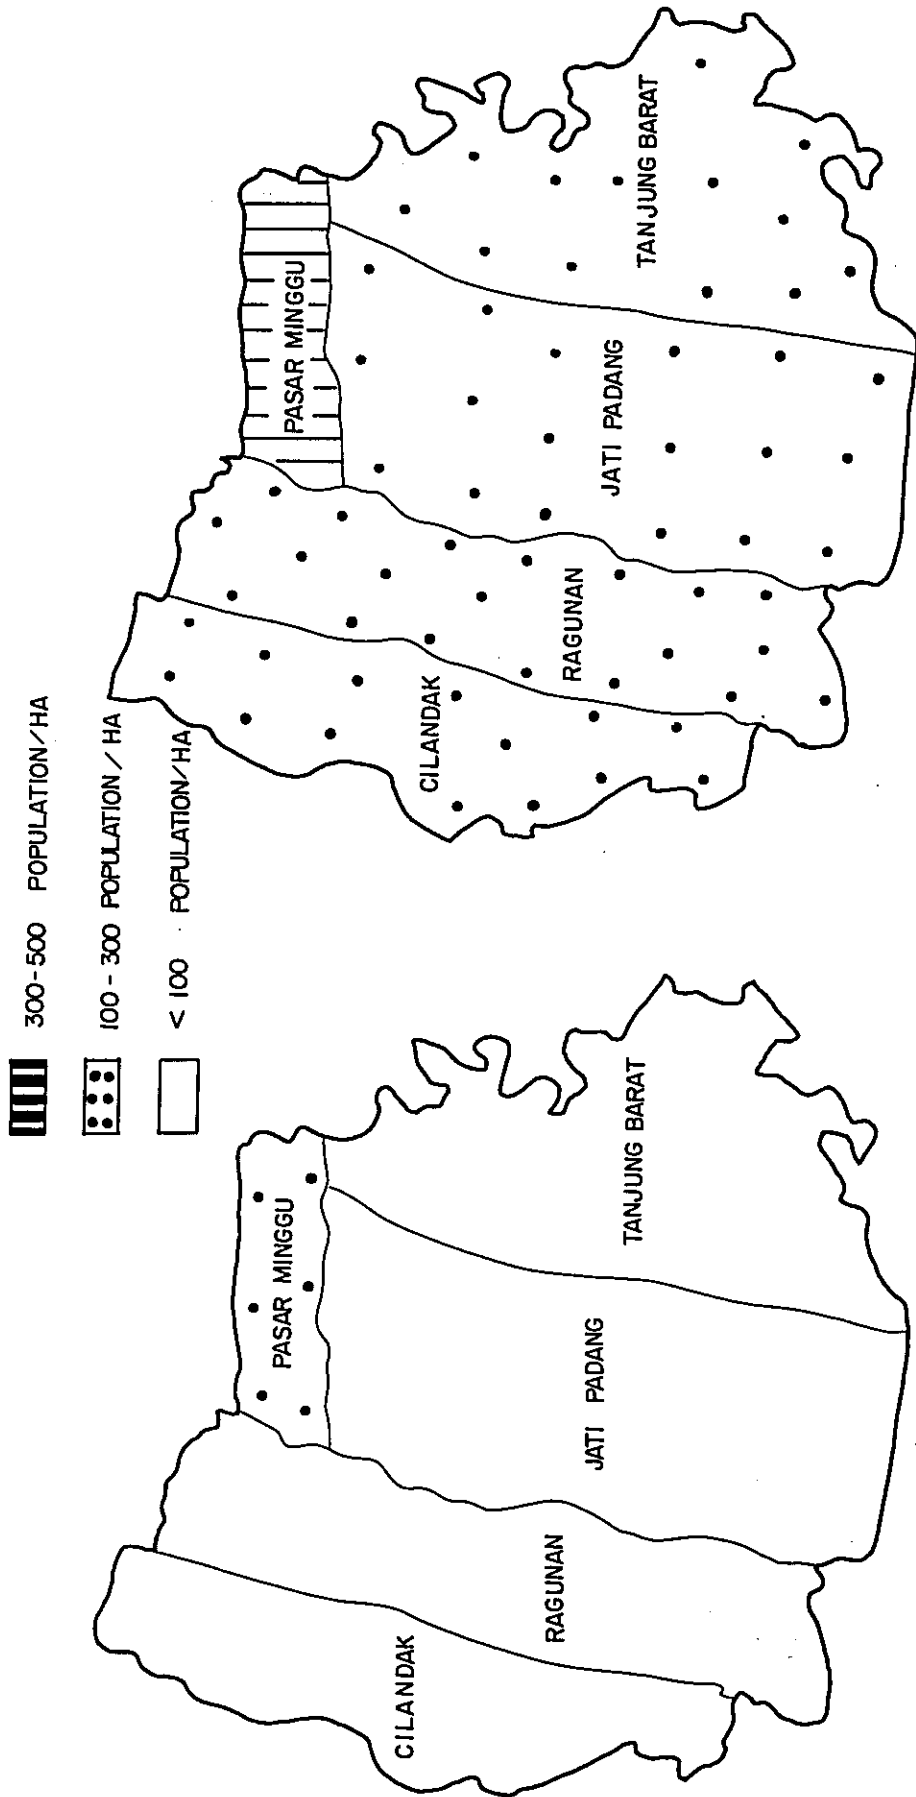 300-500 POPULATION/HA
100 - 300 POPULATION / HA
< 100 POPULATION/HA
PASAR MINGGU
CILANDAK
RAGUNAN
JATI PADANG
TANJUNG BARAT
PASAR MINGGU
CILANDAK
RAGUNAN
JATI PADANG
TANJUNG BARAT